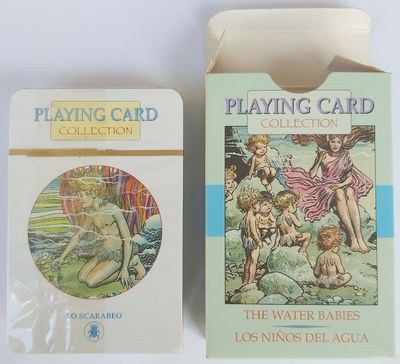 PLAYING CARD
COLLECTION
LO SCARABEO
PLAYING CARD
COLLECTION
THE WATER BABIES
LOS NIÑOS DEL AGUA